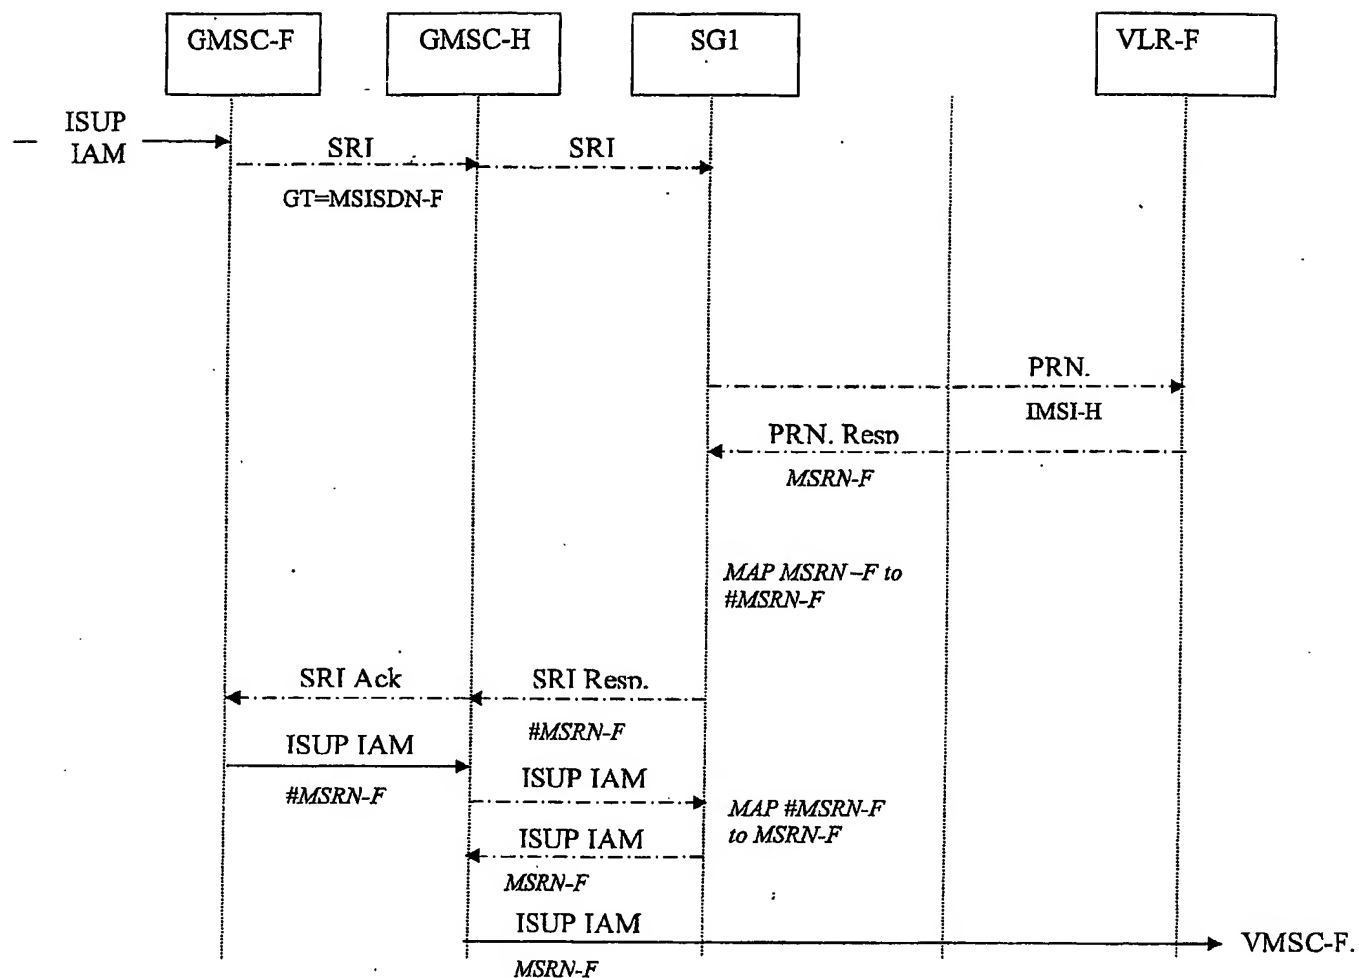 GMSC-F
GMSC-H
SG1
VLR-F
ISUP
IAM
SRI
SRI
GT=MSISDN-F
PRN.
IMSI-H
PRN. Resp
MSRN-F
MAP MSRN-F to
#MSRN-F
SRI Ack
SRI Resp.
#MSRN-F
ISUP IAM
#MSRN-F
ISUP IAM
MAP #MSRN-F
to MSRN-F
ISUP IAM
MSRN-F
ISUP IAM
VMSC-F.
MSRN-F